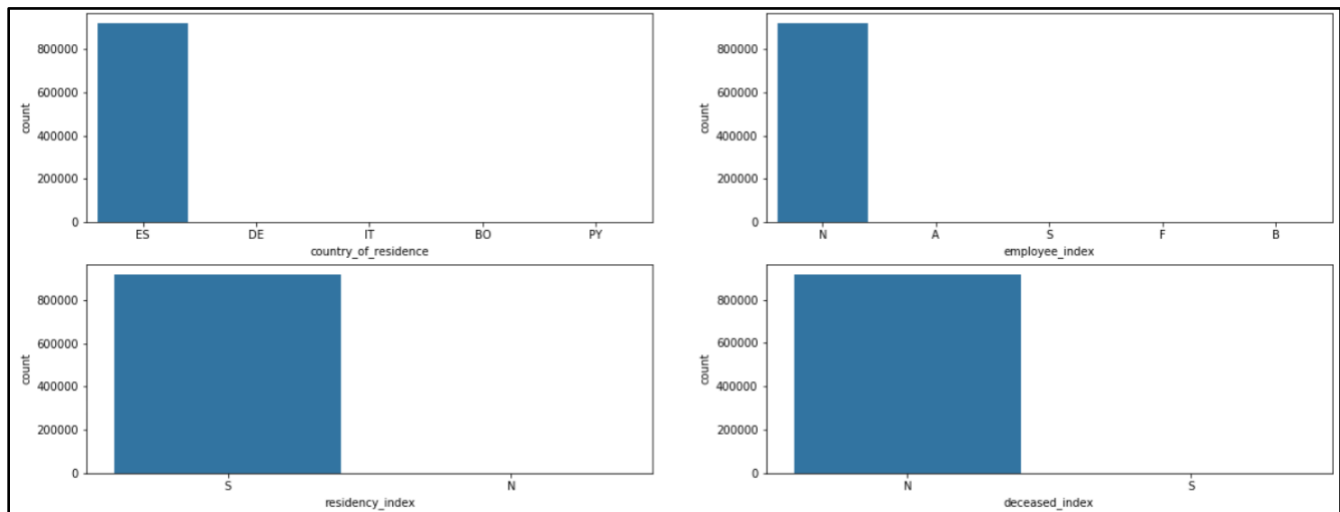 800000
600000
400000
200000
0
count
ES DE IT BO PY
country_of_residence
800000
600000
400000
200000
0
count
N A S F B
employee_index
800000
600000
400000
200000
0
count
S N
residency_index
800000
600000
400000
200000
0
count
N S
deceased_index